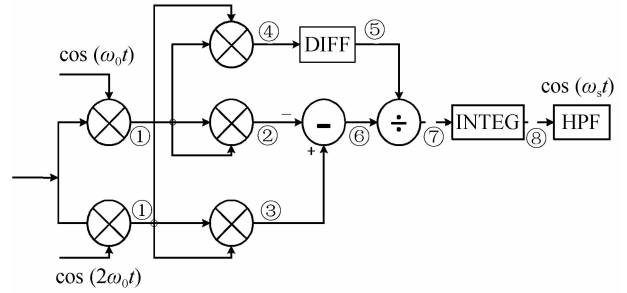 ④ DIFF ⑤
cos (ω₀t)
cos (ωₛt)
① ② − - ⑥ ÷ ⑦ INTEG ⑧ HPF
+
① ③
cos (2ω₀t)